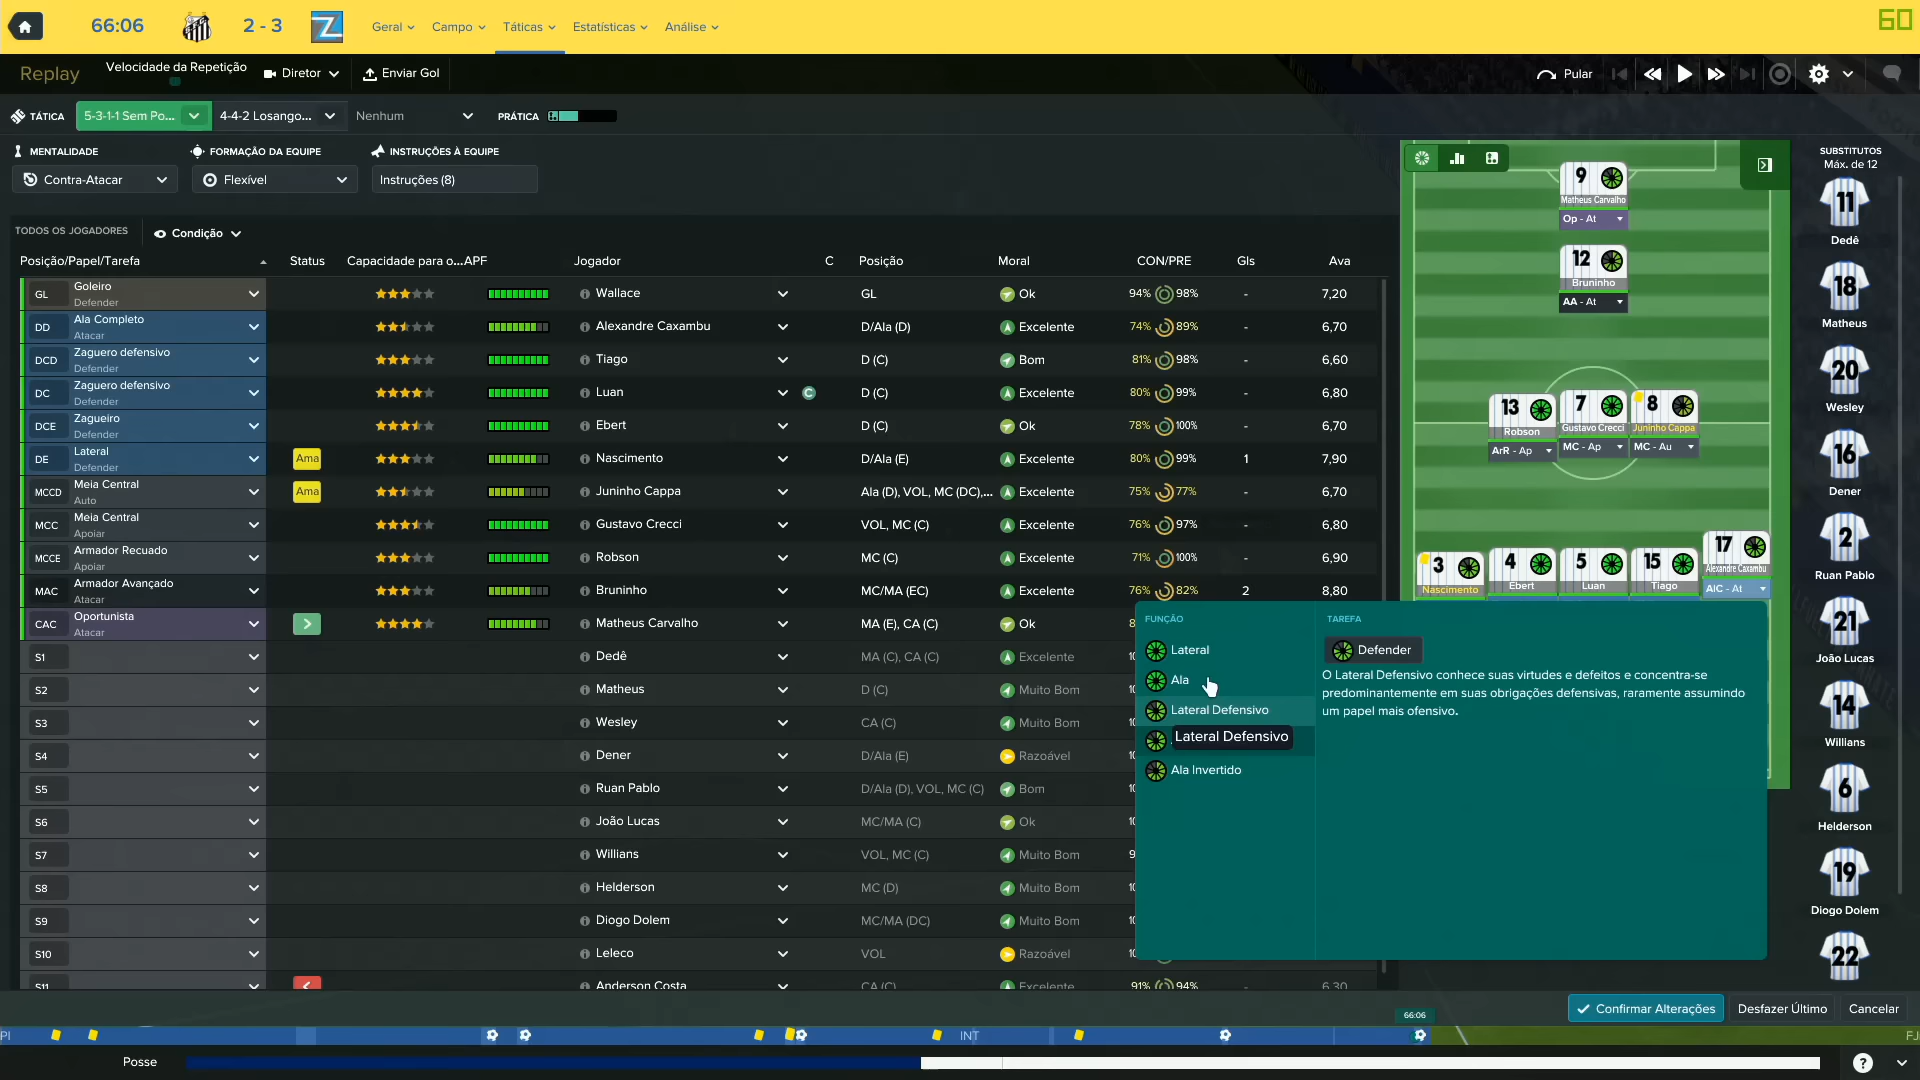 66:06
2 - 3
Geral
Campo
Táticas
Estatísticas
Análise
60
Replay
Velocidade da Repetição
Diretor
Enviar Gol
Pular
TÁTICA
5-3-1-1 Sem Po...
4-4-2 Losango...
Nenhum
PRÁTICA
MENTALIDADE
FORMAÇÃO DA EQUIPE
INSTRUÇÕES À EQUIPE
Contra-Atacar
Flexível
Instruções (8)
TODOS OS JOGADORES
Condição
Posição/Papel/Tarefa
Status
Capacidade para o...APF
Jogador
C
Posição
Moral
CON/PRE
Gls
Ava
GL Goleiro Defender Wallace GL Ok 94% 98% - 7,20
DD Ala Completo Atacar Alexandre Caxambu D/Ala (D) Excelente 74% 89% - 6,70
DCD Zaguero defensivo Defender Tiago D (C) Bom 81% 98% - 6,60
DC Zaguero defensivo Defender Luan C D (C) Excelente 80% 99% - 6,80
DCE Zagueiro Defender Ebert D (C) Ok 78% 100% - 6,70
DE Lateral Defender Ama Nascimento D/Ala (E) Excelente 80% 99% 1 7,90
MCCD Meia Central Auto Ama Juninho Cappa Ala (D), VOL, MC (DC),... Excelente 75% 77% - 6,70
MCC Meia Central Apoiar Gustavo Crecci VOL, MC (C) Excelente 76% 97% - 6,80
MCCE Armador Recuado Apoiar Robson MC (C) Excelente 71% 100% - 6,90
MAC Armador Avançado Atacar Bruninho MC/MA (EC) Excelente 76% 82% 2 8,80
CAC Oportunista Atacar Matheus Carvalho MA (E), CA (C) Ok
S1 Dedê MA (C), CA (C) Excelente
S2 Matheus D (C) Muito Bom
S3 Wesley CA (C) Muito Bom
S4 Dener D/Ala (E) Razoável
S5 Ruan Pablo D/Ala (D), VOL, MC (C) Bom
S6 João Lucas MC/MA (C) Ok
S7 Willians VOL, MC (C) Muito Bom
S8 Helderson MC (D) Muito Bom
S9 Diogo Dolem MC/MA (DC) Muito Bom
S10 Leleco VOL Razoável
S11 Anderson Costa CA (C) Excelente 91% 94% - 6,30
FUNÇÃO
Lateral
Ala
Lateral Defensivo
Lateral Defensivo
Ala Invertido
TAREFA
Defender
O Lateral Defensivo conhece suas virtudes e defeitos e concentra-se
predominantemente em suas obrigações defensivas, raramente assumindo
um papel mais ofensivo.
9
Matheus Carvalho
Op - At
12
Bruninho
AA - At
13
Robson
ArR - Ap
7
Gustavo Crecci
MC - Ap
8
Juninho Cappa
MC - Au
3
Nascimento
4
Ebert
5
Luan
15
Tiago
17
Alexandre Caxambu
AlC - At
SUBSTITUTOS
Máx. de 12
11
Dedê
18
Matheus
20
Wesley
16
Dener
2
Ruan Pablo
21
João Lucas
14
Willians
6
Helderson
19
Diogo Dolem
22
Confirmar Alterações
Desfazer Último
Cancelar
66:06
PI
INT
FJ
Posse
?